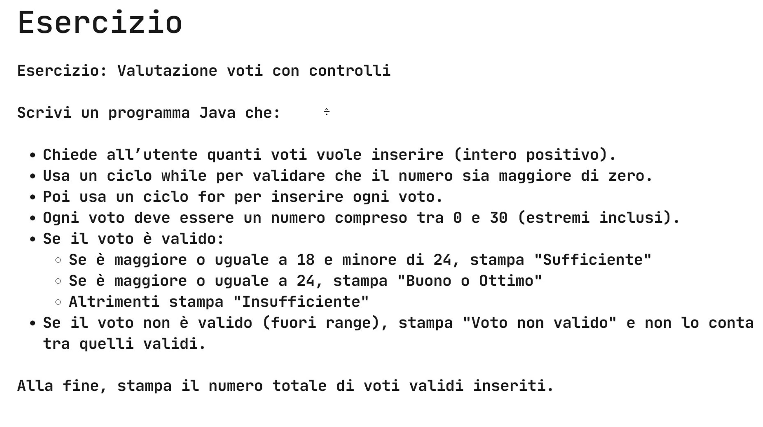 Esercizio
Esercizio: Valutazione voti con controlli
Scrivi un programma Java che: ÷
• Chiede all’utente quanti voti vuole inserire (intero positivo).
• Usa un ciclo while per validare che il numero sia maggiore di zero.
• Poi usa un ciclo for per inserire ogni voto.
• Ogni voto deve essere un numero compreso tra 0 e 30 (estremi inclusi).
• Se il voto è valido:
○ Se è maggiore o uguale a 18 e minore di 24, stampa "Sufficiente"
○ Se è maggiore o uguale a 24, stampa "Buono o Ottimo"
○ Altrimenti stampa "Insufficiente"
• Se il voto non è valido (fuori range), stampa "Voto non valido" e non lo conta
tra quelli validi.
Alla fine, stampa il numero totale di voti validi inseriti.